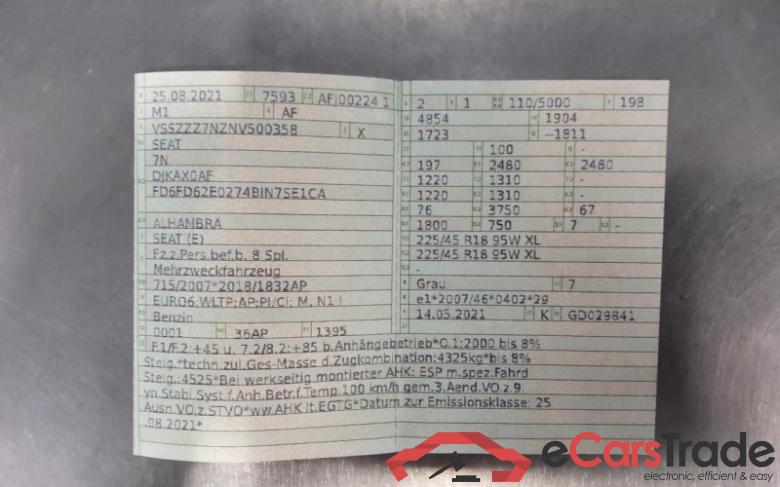 25.08.2021 7593 AFJ00224 1
M1 AF
VSSZZZ7NZNV500358 X
SEAT
7N
DJKAX0AF
FD6FD62E0274BIN7SE1CA
ALHAMBRA
SEAT (E)
Fz.z.Pers.bef.b. 8 Spl.
Mehrzweckfahrzeug
715/2007*2018/1832AP
EURO6;WLTP;AP;PI/CI; M, N1 I
Benzin
0001 36AP 1395
2 1 110/5000 198
4854 1904
1723 --1811
100 -
197 2480 2480
1220 1310 -
1220 1310 -
76 3750 67
1800 750 7 -
225/45 R18 95W XL
225/45 R18 95W XL
-
Grau 7
e1*2007/46*0402*29
14.05.2021 K GD029841
F.1/F.2:+45 u. 7.2/8.2:+85 b.Anhängebetrieb*O.1:2000 bis 8%
Steig.*techn.zul.Ges-Masse d.Zugkombination:4325kg*bis 8%
Steig.:4525*Bei werkseitig montierter AHK: ESP m.spez.Fahrd
yn Stabi.Syst.f.Anh.Betr.f.Temp.100 km/h gem.3.Aend.VO.z.9.
Ausn.VO.z.STVO*ww.AHK lt.EGTG*Datum zur Emissionsklasse: 25
.08.2021*
eCarsTrade
electronic, efficient & easy